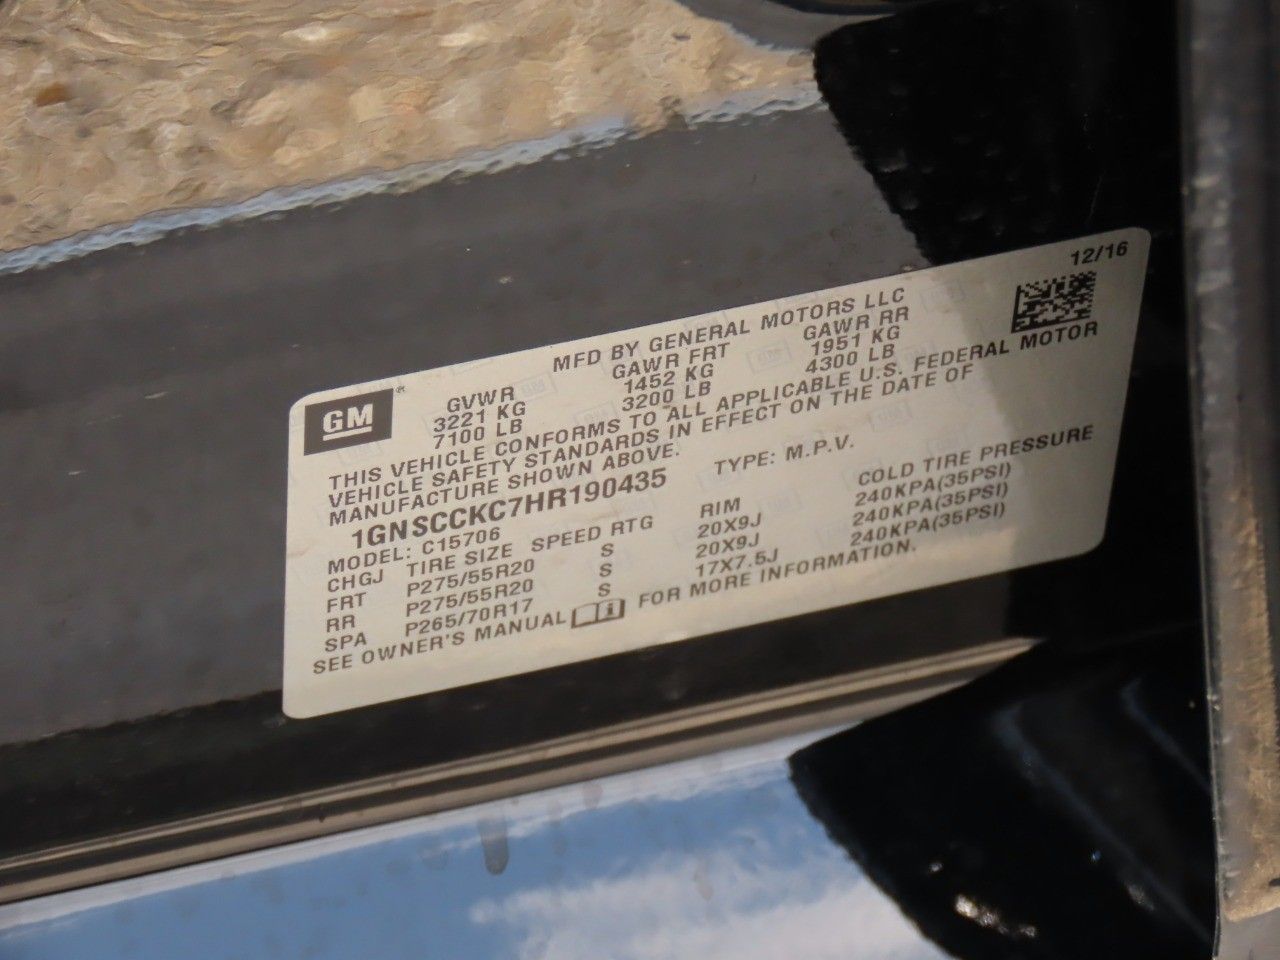 12/16
MFD BY GENERAL MOTORS LLC
GM
GVWR GAWR FRT GAWR RR
3221 KG 1452 KG 1951 KG
7100 LB 3200 LB 4300 LB
THIS VEHICLE CONFORMS TO ALL APPLICABLE U.S. FEDERAL MOTOR
VEHICLE SAFETY STANDARDS IN EFFECT ON THE DATE OF
MANUFACTURE SHOWN ABOVE.
1GNSCCKC7HR190435 TYPE: M.P.V.
MODEL: C15706
CHGJ TIRE SIZE SPEED RTG RIM COLD TIRE PRESSURE
FRT P275/55R20 S 20X9J 240KPA(35PSI)
RR P275/55R20 S 20X9J 240KPA(35PSI)
SPA P265/70R17 S 17X7.5J 240KPA(35PSI)
SEE OWNER'S MANUAL FOR MORE INFORMATION.